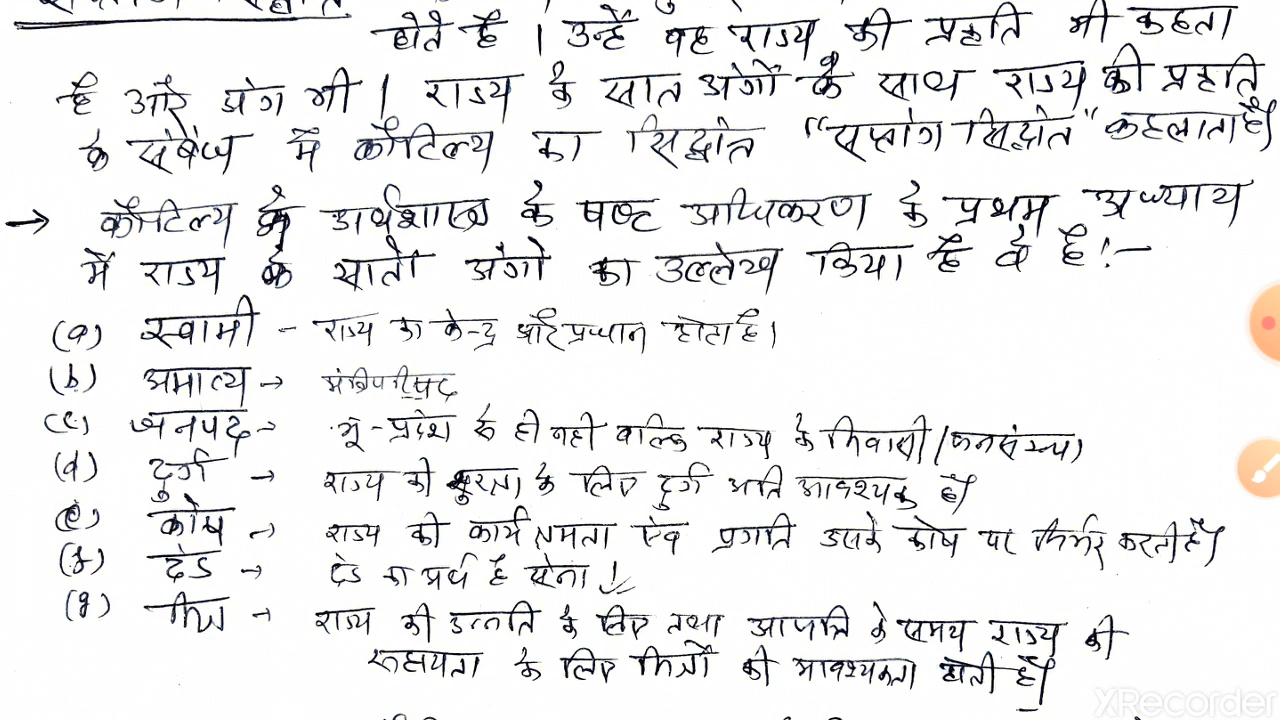 सप्तांग सिद्धांत
होते है । उन्हें वह राज्य की प्रकृति भी कहता
है और अंग भी । राज्य के सात अंगों के साथ राज्य की प्रकृति
के संबंध में कौटिल्य का सिद्धांत "सप्तांग सिद्धांत" कहलाता है।
→ कौटिल्य के अर्थशास्त्र के षष्ट अधिकरण के प्रथम अध्याय
में राज्य के सातों अंगो का उल्लेख किया है वे है :-
(a) स्वामी - राज्य का केन्द्र और प्रधान होता है।
(b) अमात्य → मंत्रिपरिषद
(c) जनपद → भू-प्रदेश के ही नही बल्कि राज्य के निवासी (जनसंख्या)
(d) दुर्ग → राज्य की सुरक्षा के लिए दुर्ग अति आवश्यक है।
(e) कोष → राज्य की कार्यक्षमता एंव प्रगति उसके कोष पर निर्भर करती है।
(f) दंड → दंड का अर्थ है सेना।
(g) मित्र → राज्य की उन्नति के लिए तथा आपत्ति के समय राज्य की
सहायता के लिए मित्रों की आवश्यकता होती है।
XRecorder